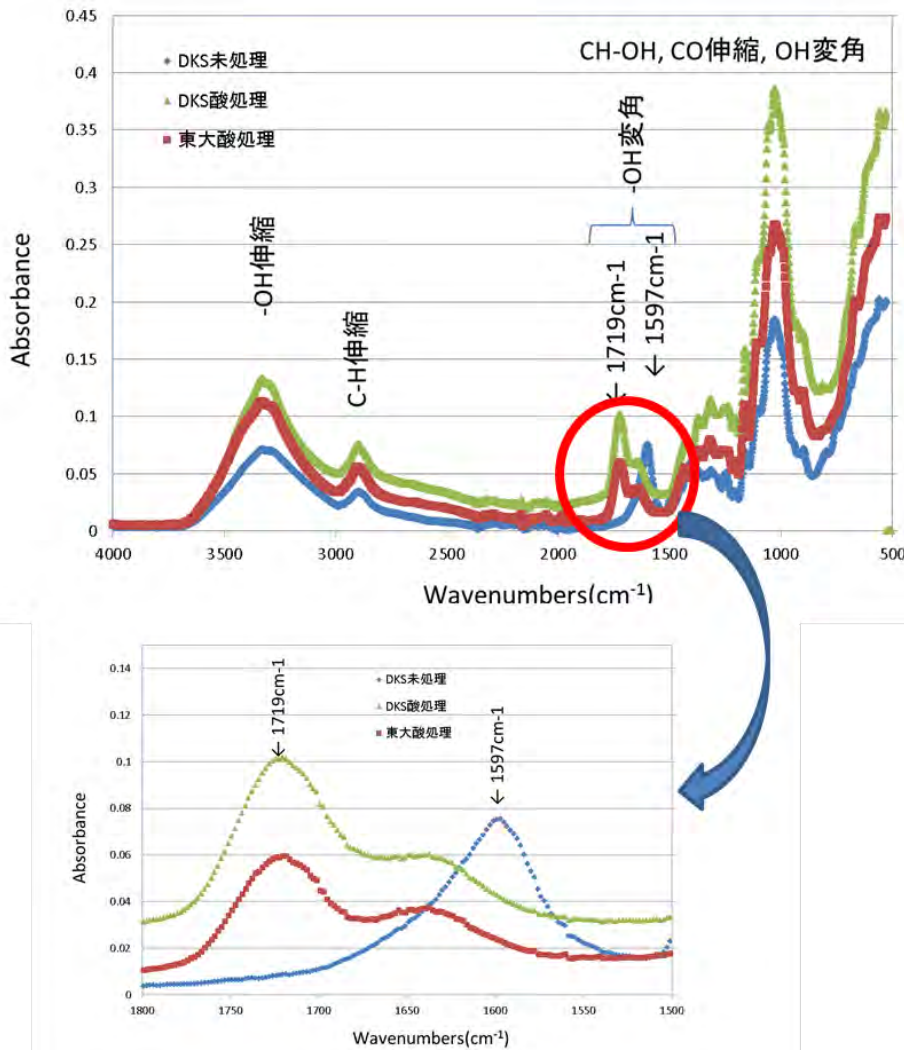 0.5
0.45
0.4
0.35
0.3
0.25
0.2
0.15
0.1
0.05
0
Absorbance
DKS未処理
DKS酸処理
東大酸処理
CH-OH, CO伸縮, OH変角
-OH伸縮
C-H伸縮
-OH変角
← 1719cm-1
← 1597cm-1
4000
3500
3000
2500
2000
1500
1000
500
Wavenumbers(cm-1)
0.14
0.12
0.1
0.08
0.06
0.04
0.02
0
Absorbance
DKS未処理
DKS酸処理
東大酸処理
← 1719cm-1
← 1597cm-1
1800
1750
1700
1650
1600
1550
1500
Wavenumbers(cm-1)